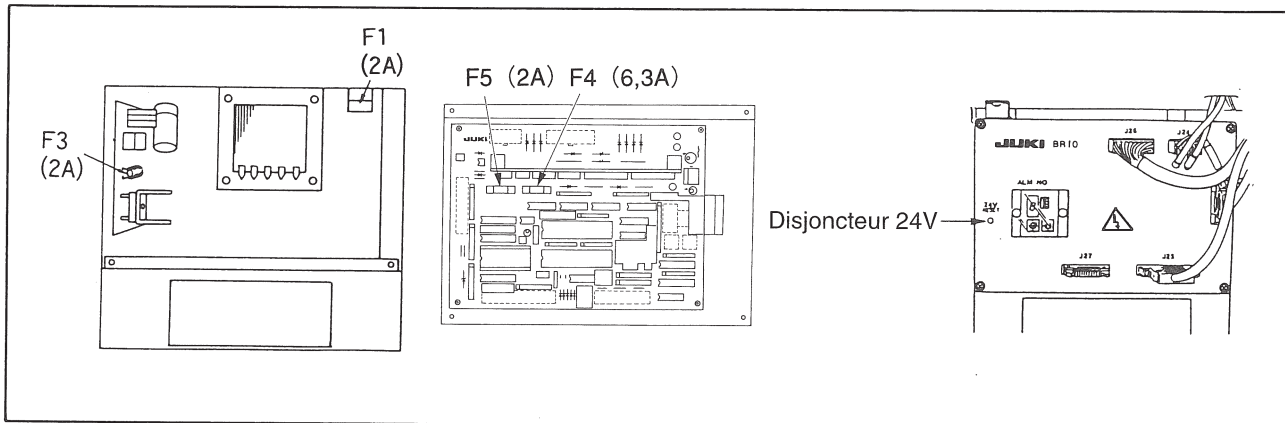 F1
(2A)
F3
(2A)
F5 (2A) F4 (6,3A)
JUKI
Disjoncteur 24V
JUKI BR10
J26
J24
ALM NO
24V
RESET
J27
J25